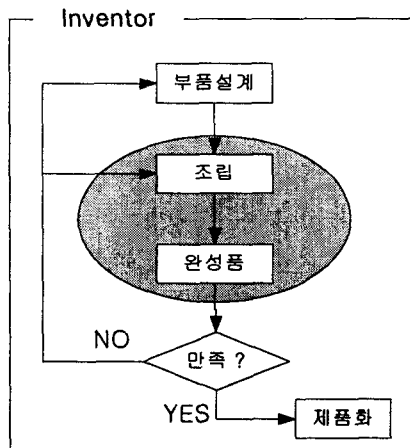 Inventor
부품설계
조립
완성품
만족 ?
NO
YES
제품화